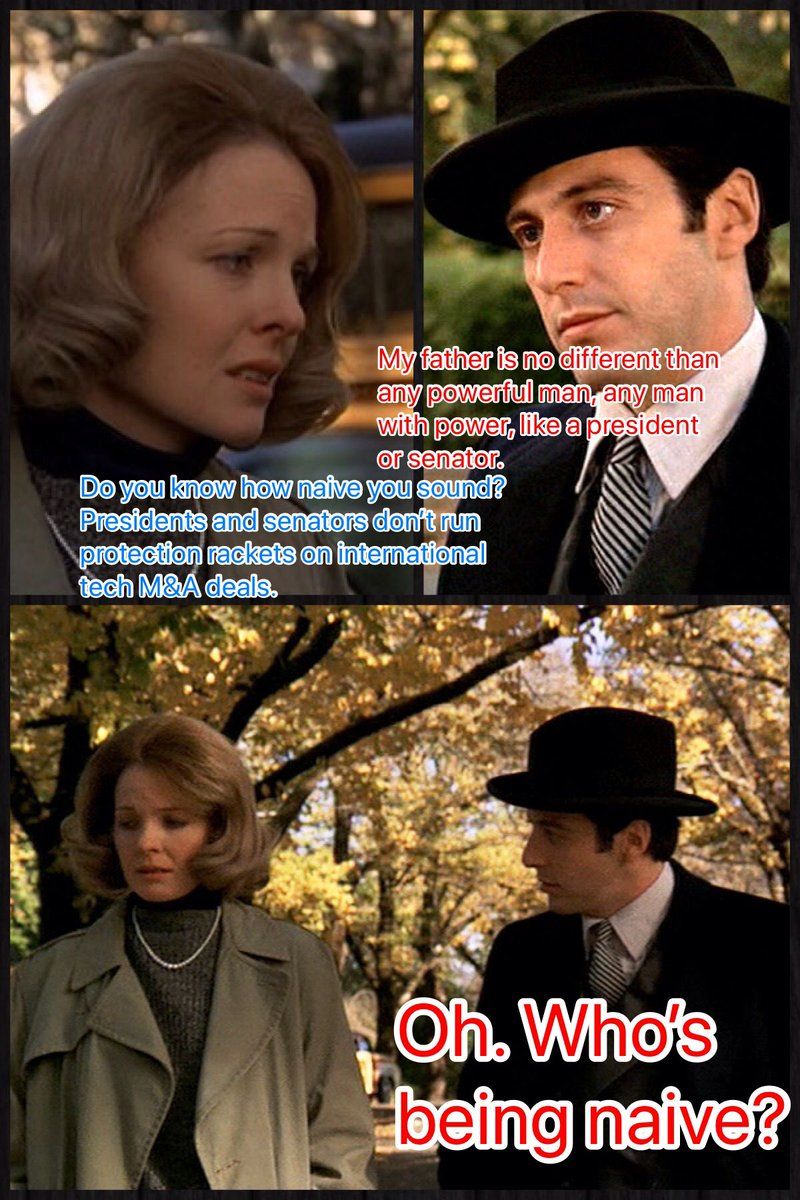 My father is no different than
any powerful man, any man
with power, like a president
or senator.
Do you know how naive you sound?
Presidents and senators don't run
protection rackets on international
tech M&A deals.
Oh. Who's
being naive?